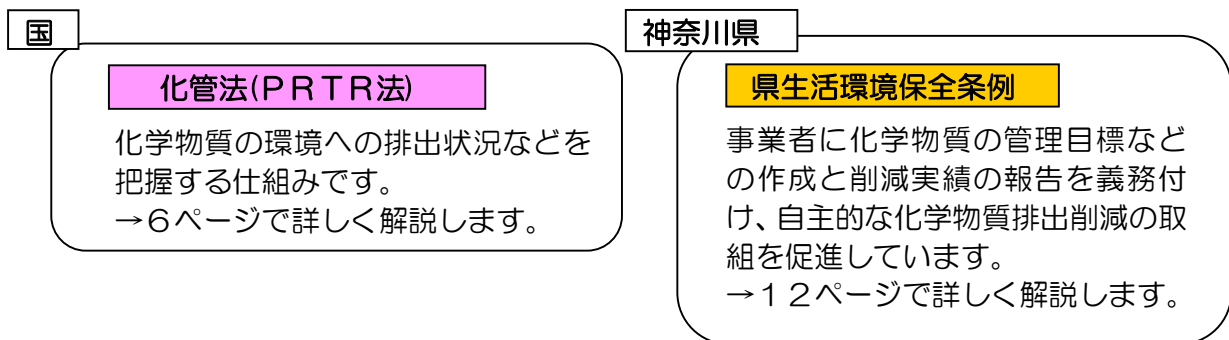 国
化管法(ＰＲＴＲ法)
化学物質の環境への排出状況などを
把握する仕組みです。
→６ページで詳しく解説します。
神奈川県
県生活環境保全条例
事業者に化学物質の管理目標など
の作成と削減実績の報告を義務付
け、自主的な化学物質排出削減の取
組を促進しています。
→１２ページで詳しく解説します。